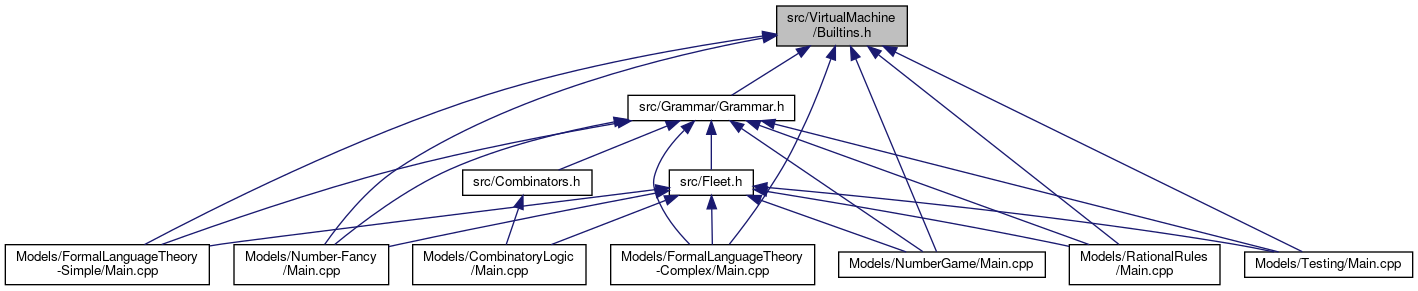 src/VirtualMachine
/Builtins.h
src/Grammar/Grammar.h
src/Combinators.h
src/Fleet.h
Models/FormalLanguageTheory
-Simple/Main.cpp
Models/Number-Fancy
/Main.cpp
Models/CombinatoryLogic
/Main.cpp
Models/FormalLanguageTheory
-Complex/Main.cpp
Models/NumberGame/Main.cpp
Models/RationalRules
/Main.cpp
Models/Testing/Main.cpp